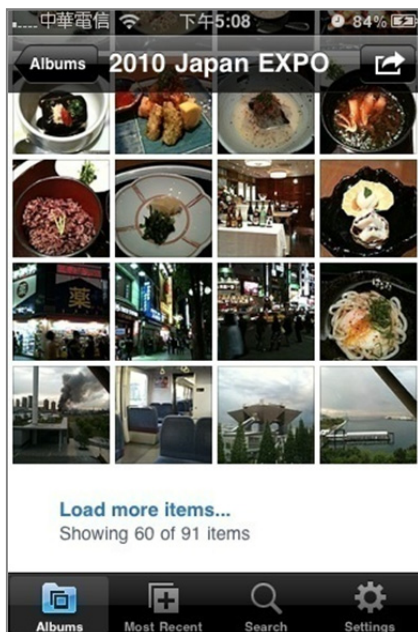 中華電信 下午5:08 84%
Albums 2010 Japan EXPO
薬
Load more items...
Showing 60 of 91 items
Albums Most Recent Search Settings